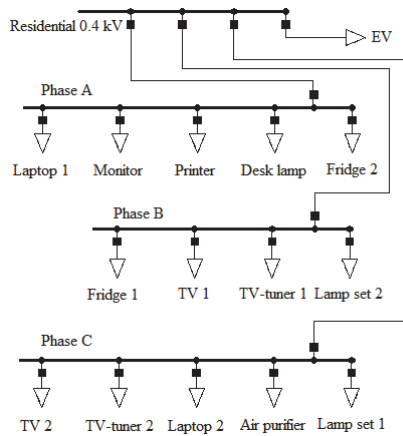 Residential 0.4 kV
EV
Phase A
Laptop 1 Monitor Printer Desk lamp Fridge 2
Phase B
Fridge 1 TV 1 TV-tuner 1 Lamp set 2
Phase C
TV 2 TV-tuner 2 Laptop 2 Air purifier Lamp set 1